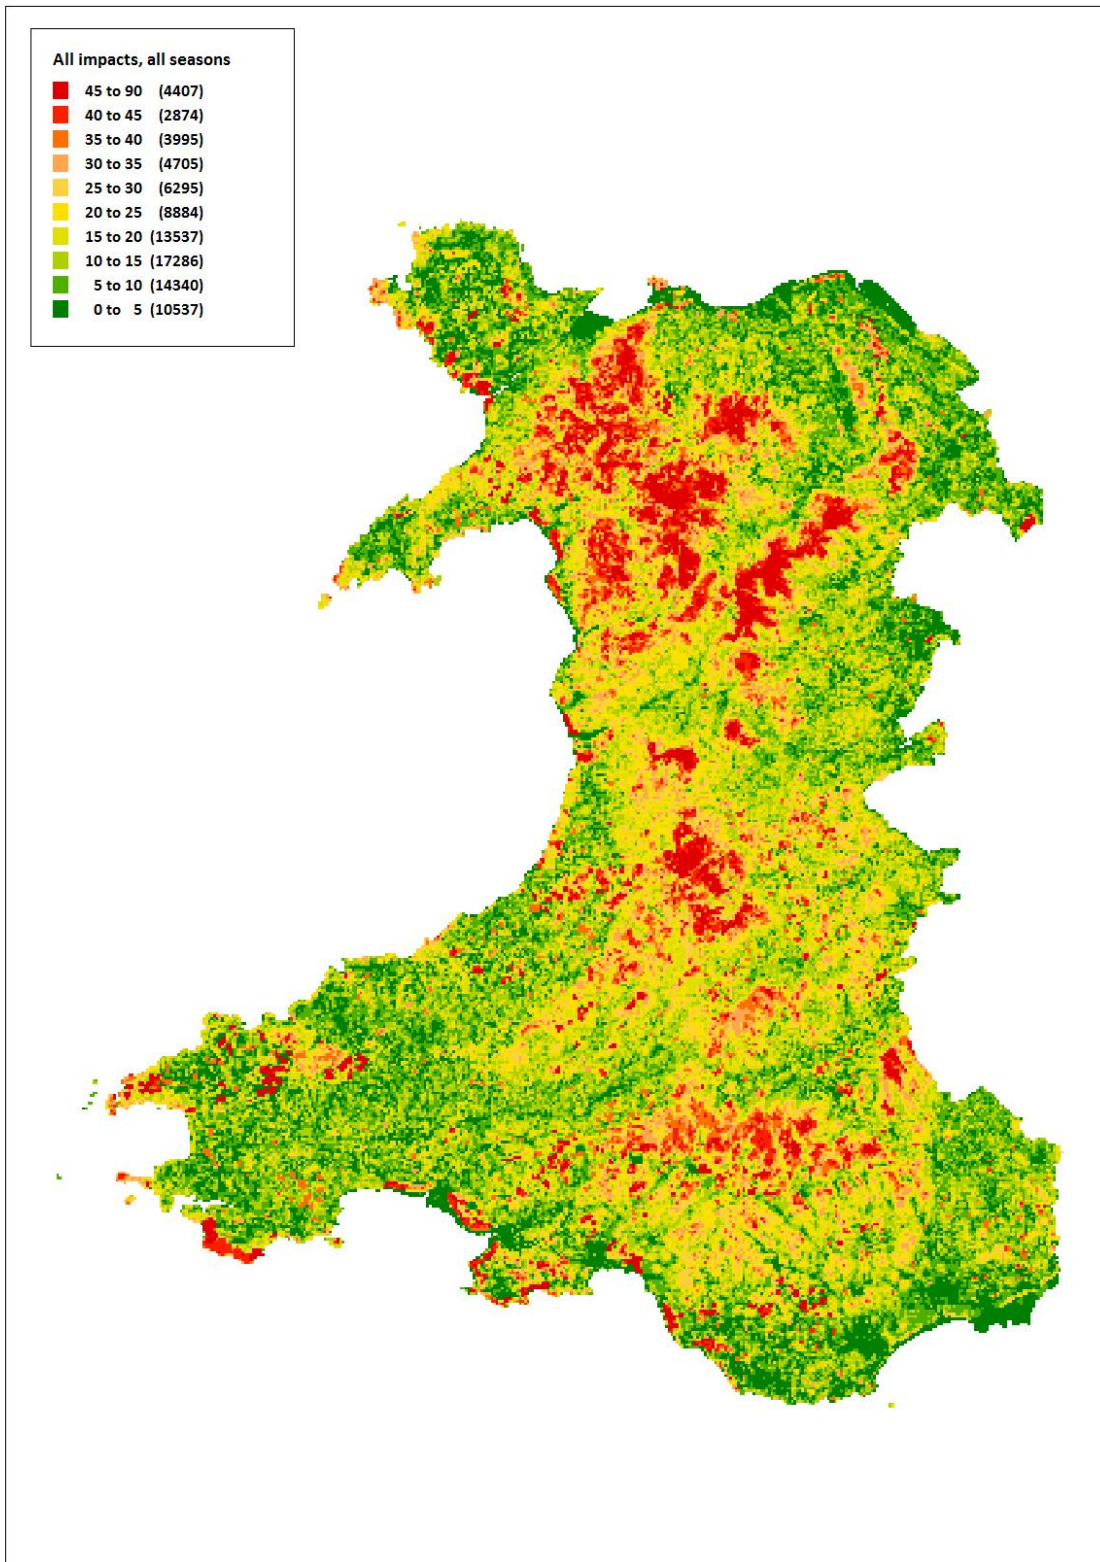 All impacts, all seasons
45 to 90 (4407)
40 to 45 (2874)
35 to 40 (3995)
30 to 35 (4705)
25 to 30 (6295)
20 to 25 (8884)
15 to 20 (13537)
10 to 15 (17286)
5 to 10 (14340)
0 to 5 (10537)